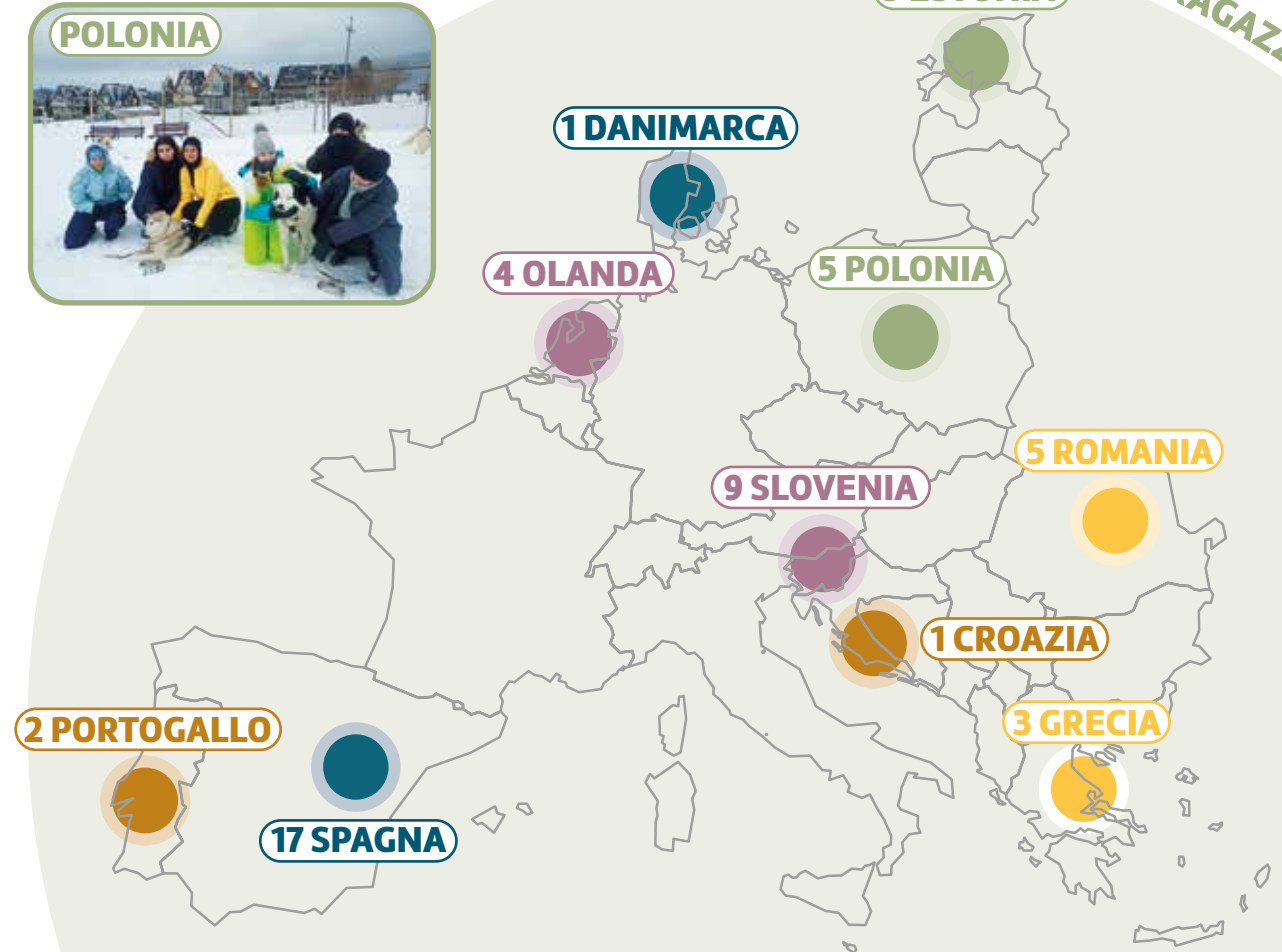 POLONIA
ESTONIA
1 DANIMARCA
4 OLANDA
5 POLONIA
5 ROMANIA
9 SLOVENIA
1 CROAZIA
2 PORTOGALLO
3 GRECIA
17 SPAGNA